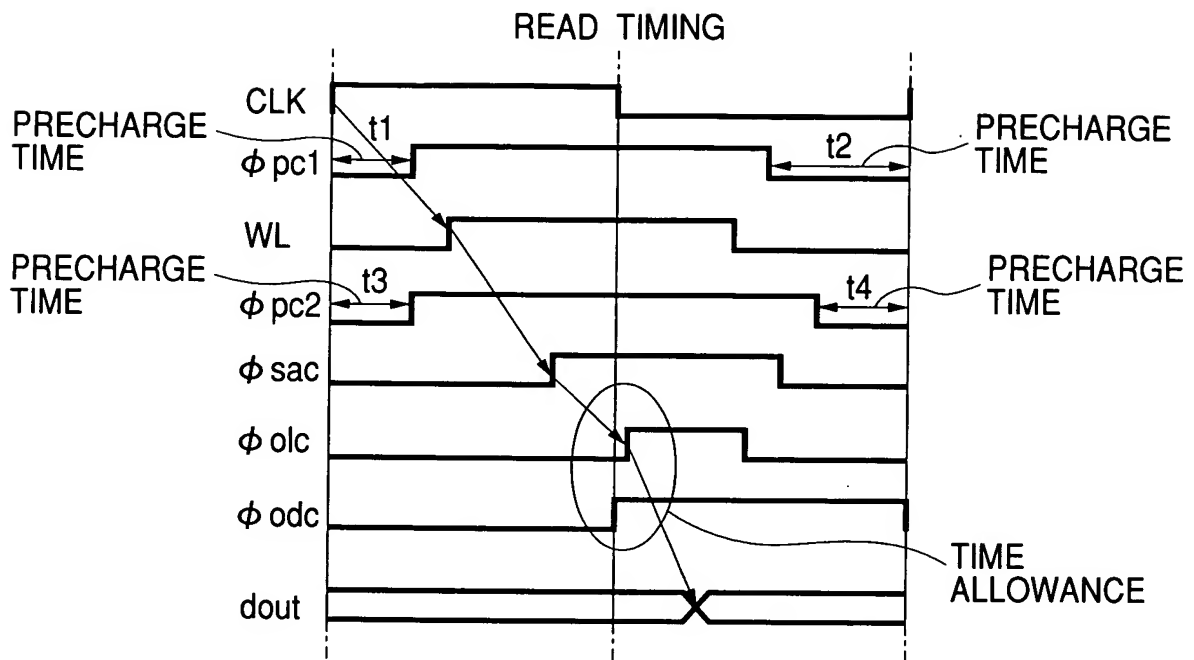 READ TIMING
CLK
PRECHARGE
TIME
t1
PRECHARGE
TIME
t2
ϕ pc1
WL
PRECHARGE
TIME
t3
PRECHARGE
TIME
t4
ϕ pc2
ϕ sac
ϕ olc
ϕ odc
TIME
ALLOWANCE
dout